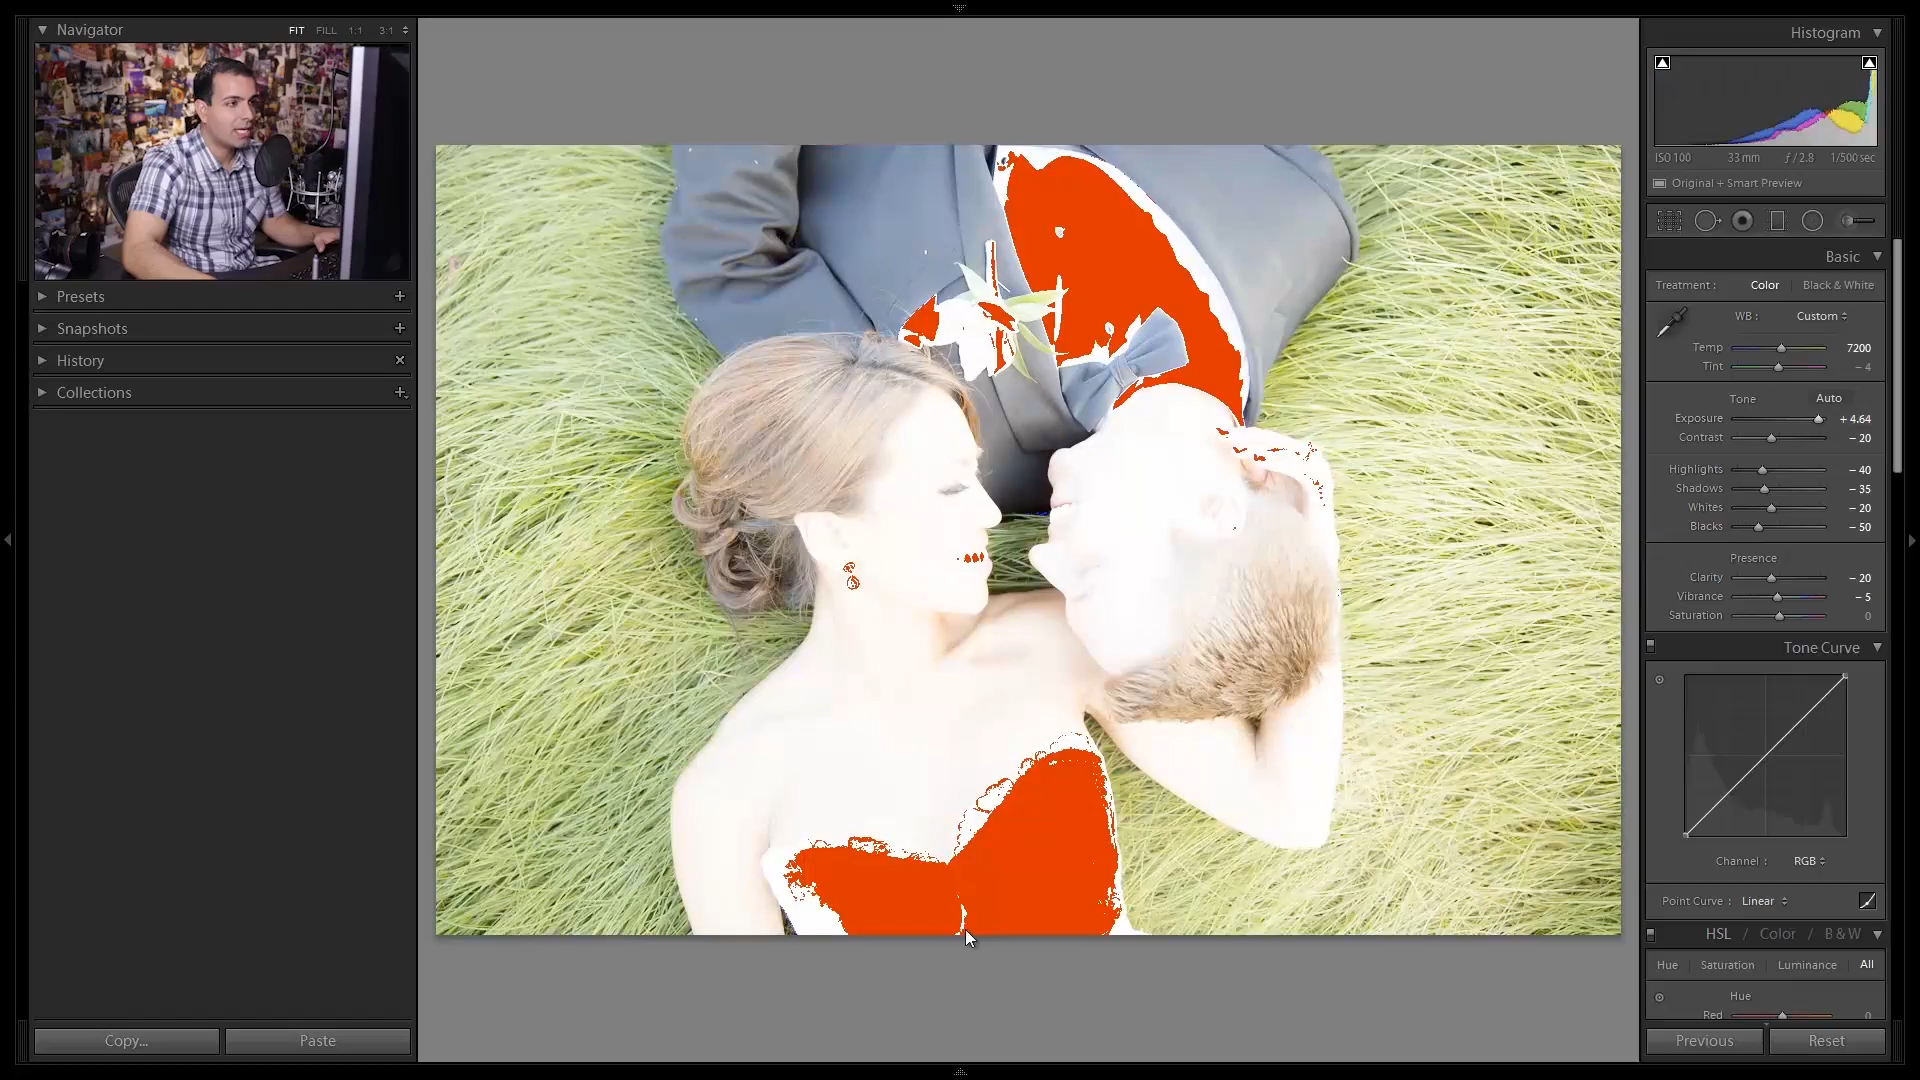 Navigator
FIT FILL 1:1 3:1
Presets
Snapshots
History
Collections
Copy...
Paste
Histogram
ISO 100 33 mm ƒ / 2.8 1/500 sec
Original + Smart Preview
Basic
Treatment : Color Black & White
WB : Custom
Temp 7200
Tint – 4
Tone Auto
Exposure + 4.64
Contrast – 20
Highlights – 40
Shadows – 35
Whites – 20
Blacks – 50
Presence
Clarity – 20
Vibrance – 5
Saturation 0
Tone Curve
Channel : RGB
Point Curve : Linear
HSL / Color / B & W
Hue Saturation Luminance All
Hue
Red 0
Previous
Reset